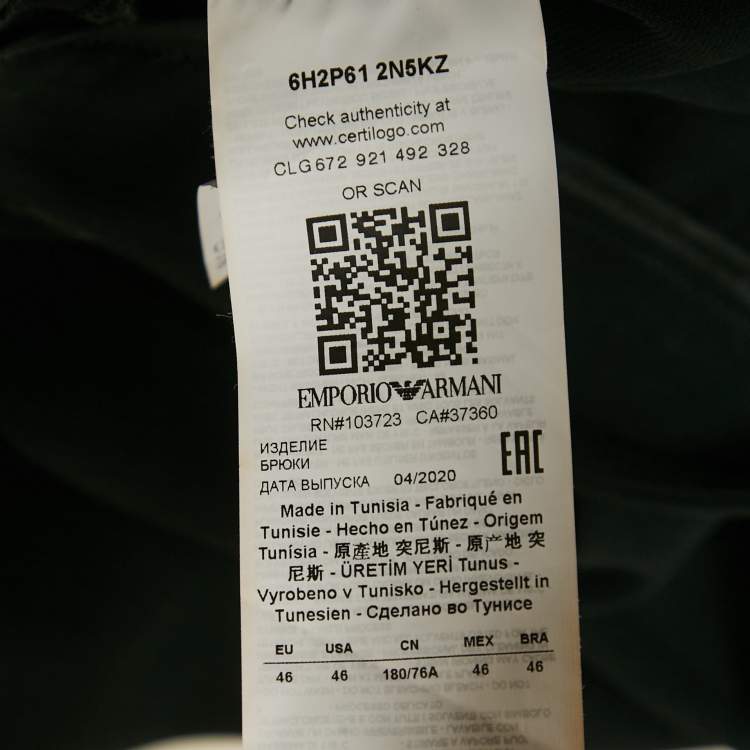 6H2P61 2N5KZ
Check authenticity at
www.certilogo.com
CLG 672 921 492 328
OR SCAN
EMPORIO ARMANI
RN#103723 CA#37360
ИЗДЕЛИЕ
БРЮКИ
ДАТА ВЫПУСКА 04/2020
EAC
Made in Tunisia - Fabriqué en
Tunisie - Hecho en Túnez - Origem
Tunísia - 原產地 突尼斯 - 原产地 突
尼斯 - ÜRETİM YERİ Tunus -
Vyrobeno v Tunisko - Hergestellt in
Tunesien - Сделано во Тунисе
EU USA CN MEX BRA
46 46 180/76A 46 46